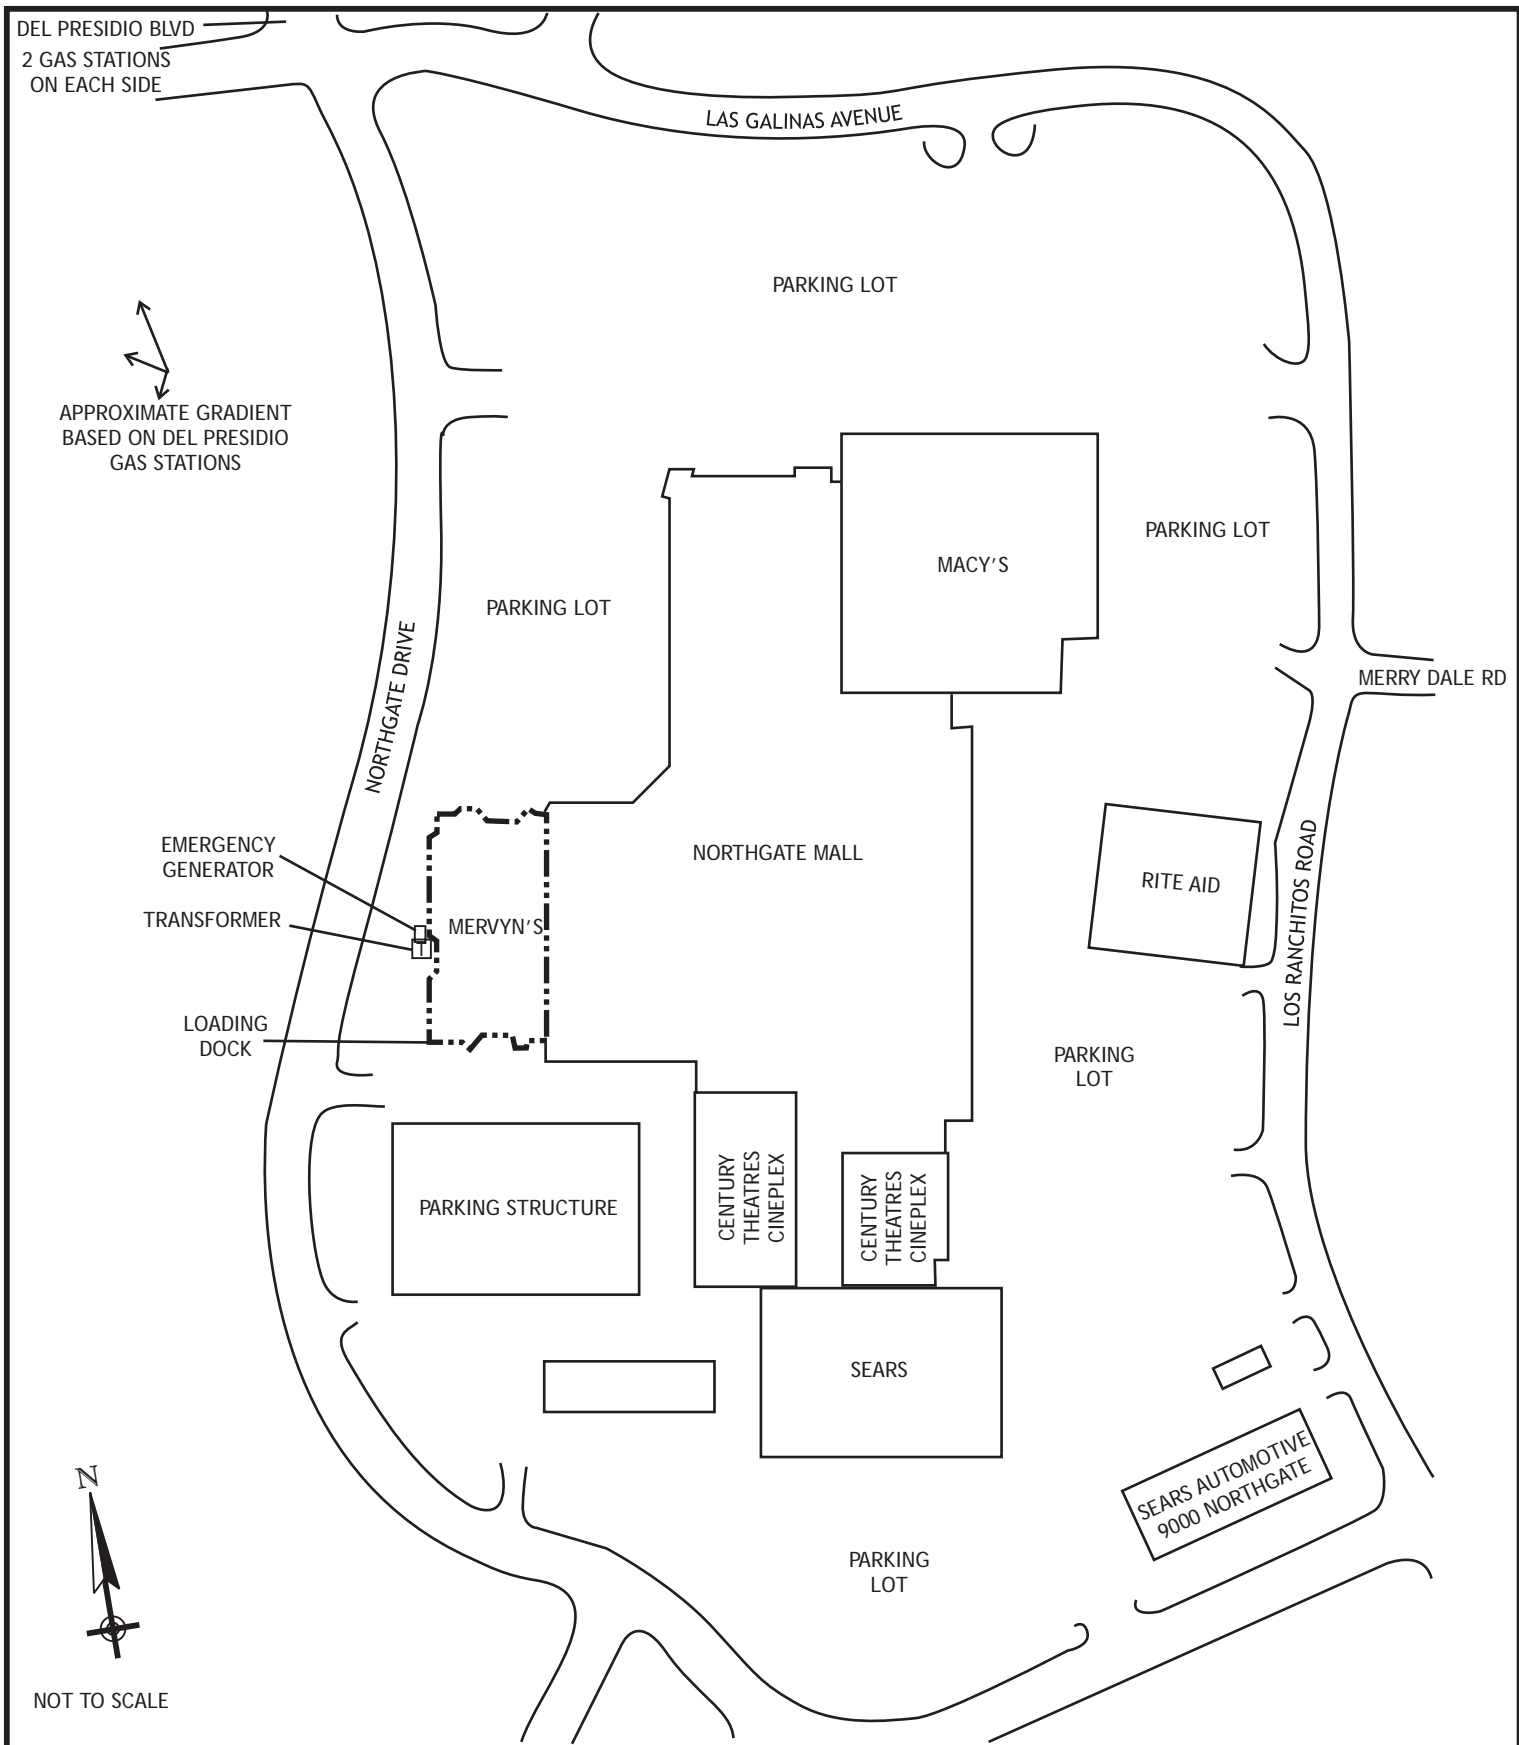 DEL PRESIDIO BLVD
2 GAS STATIONS
ON EACH SIDE
LAS GALINAS AVENUE
PARKING LOT
APPROXIMATE GRADIENT
BASED ON DEL PRESIDIO
GAS STATIONS
MACY'S
PARKING LOT
PARKING LOT
NORTHGATE DRIVE
MERRY DALE RD
EMERGENCY
GENERATOR
TRANSFORMER
MERVYN'S
NORTHGATE MALL
RITE AID
LOS RANCHITOS ROAD
LOADING
DOCK
PARKING
LOT
PARKING STRUCTURE
CENTURY
THEATRES
CINEPLEX
CENTURY
THEATRES
CINEPLEX
SEARS
SEARS AUTOMOTIVE
9000 NORTHGATE
N
PARKING
LOT
NOT TO SCALE